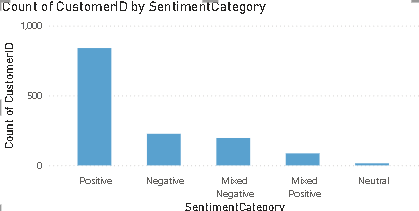 Count of CustomerID by SentimentCategory
Count of CustomerID
1,000
500
0
Positive
Negative
Mixed
Negative
Mixed
Positive
Neutral
SentimentCategory